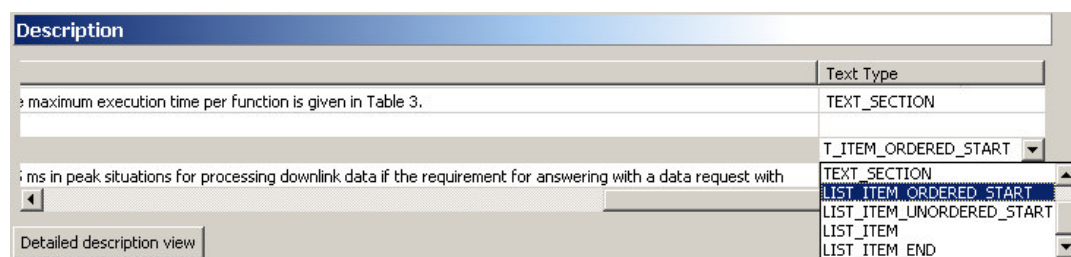 Description
Text Type
maximum execution time per function is given in Table 3.
TEXT_SECTION
T_ITEM_ORDERED_START
ms in peak situations for processing downlink data if the requirement for answering with a data request with
TEXT_SECTION
LIST_ITEM_ORDERED_START
LIST_ITEM_UNORDERED_START
LIST_ITEM
LIST_ITEM_END
Detailed description view